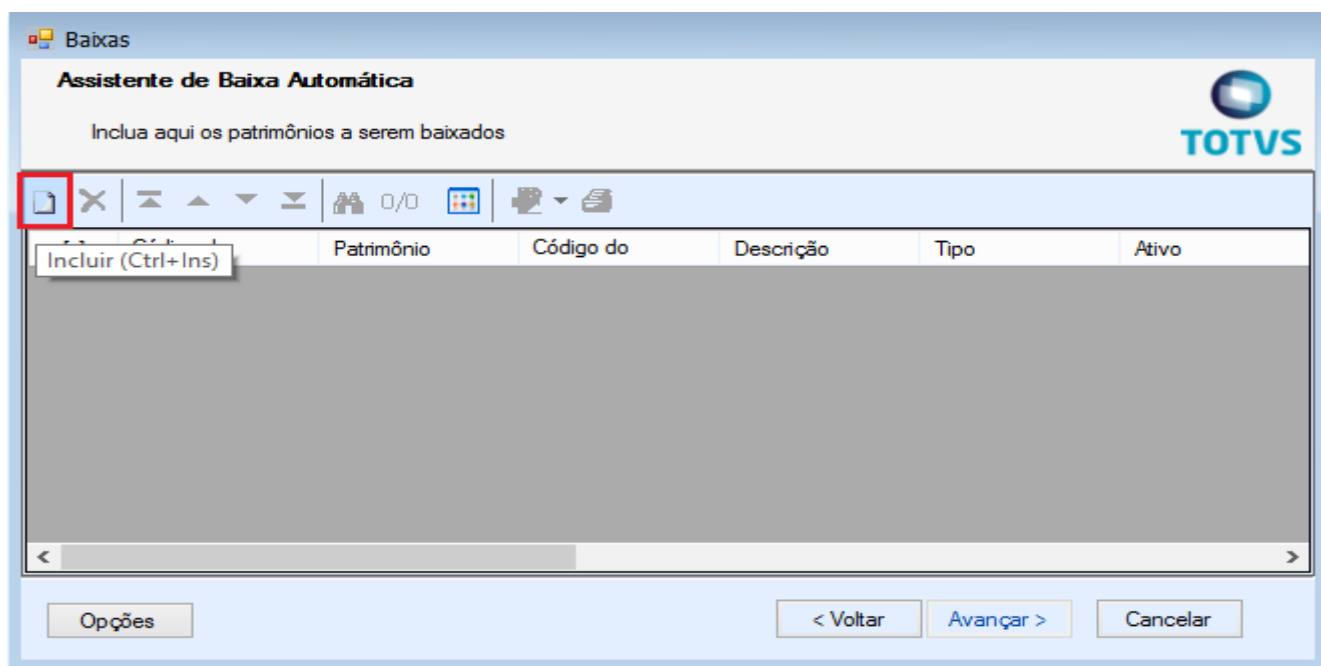 Baixas
Assistente de Baixa Automática
Inclua aqui os patrimônios a serem baixados
TOTVS
0/0
Patrimônio Código do Descrição Tipo Ativo
Incluir (Ctrl+Ins)
Opções < Voltar Avançar > Cancelar